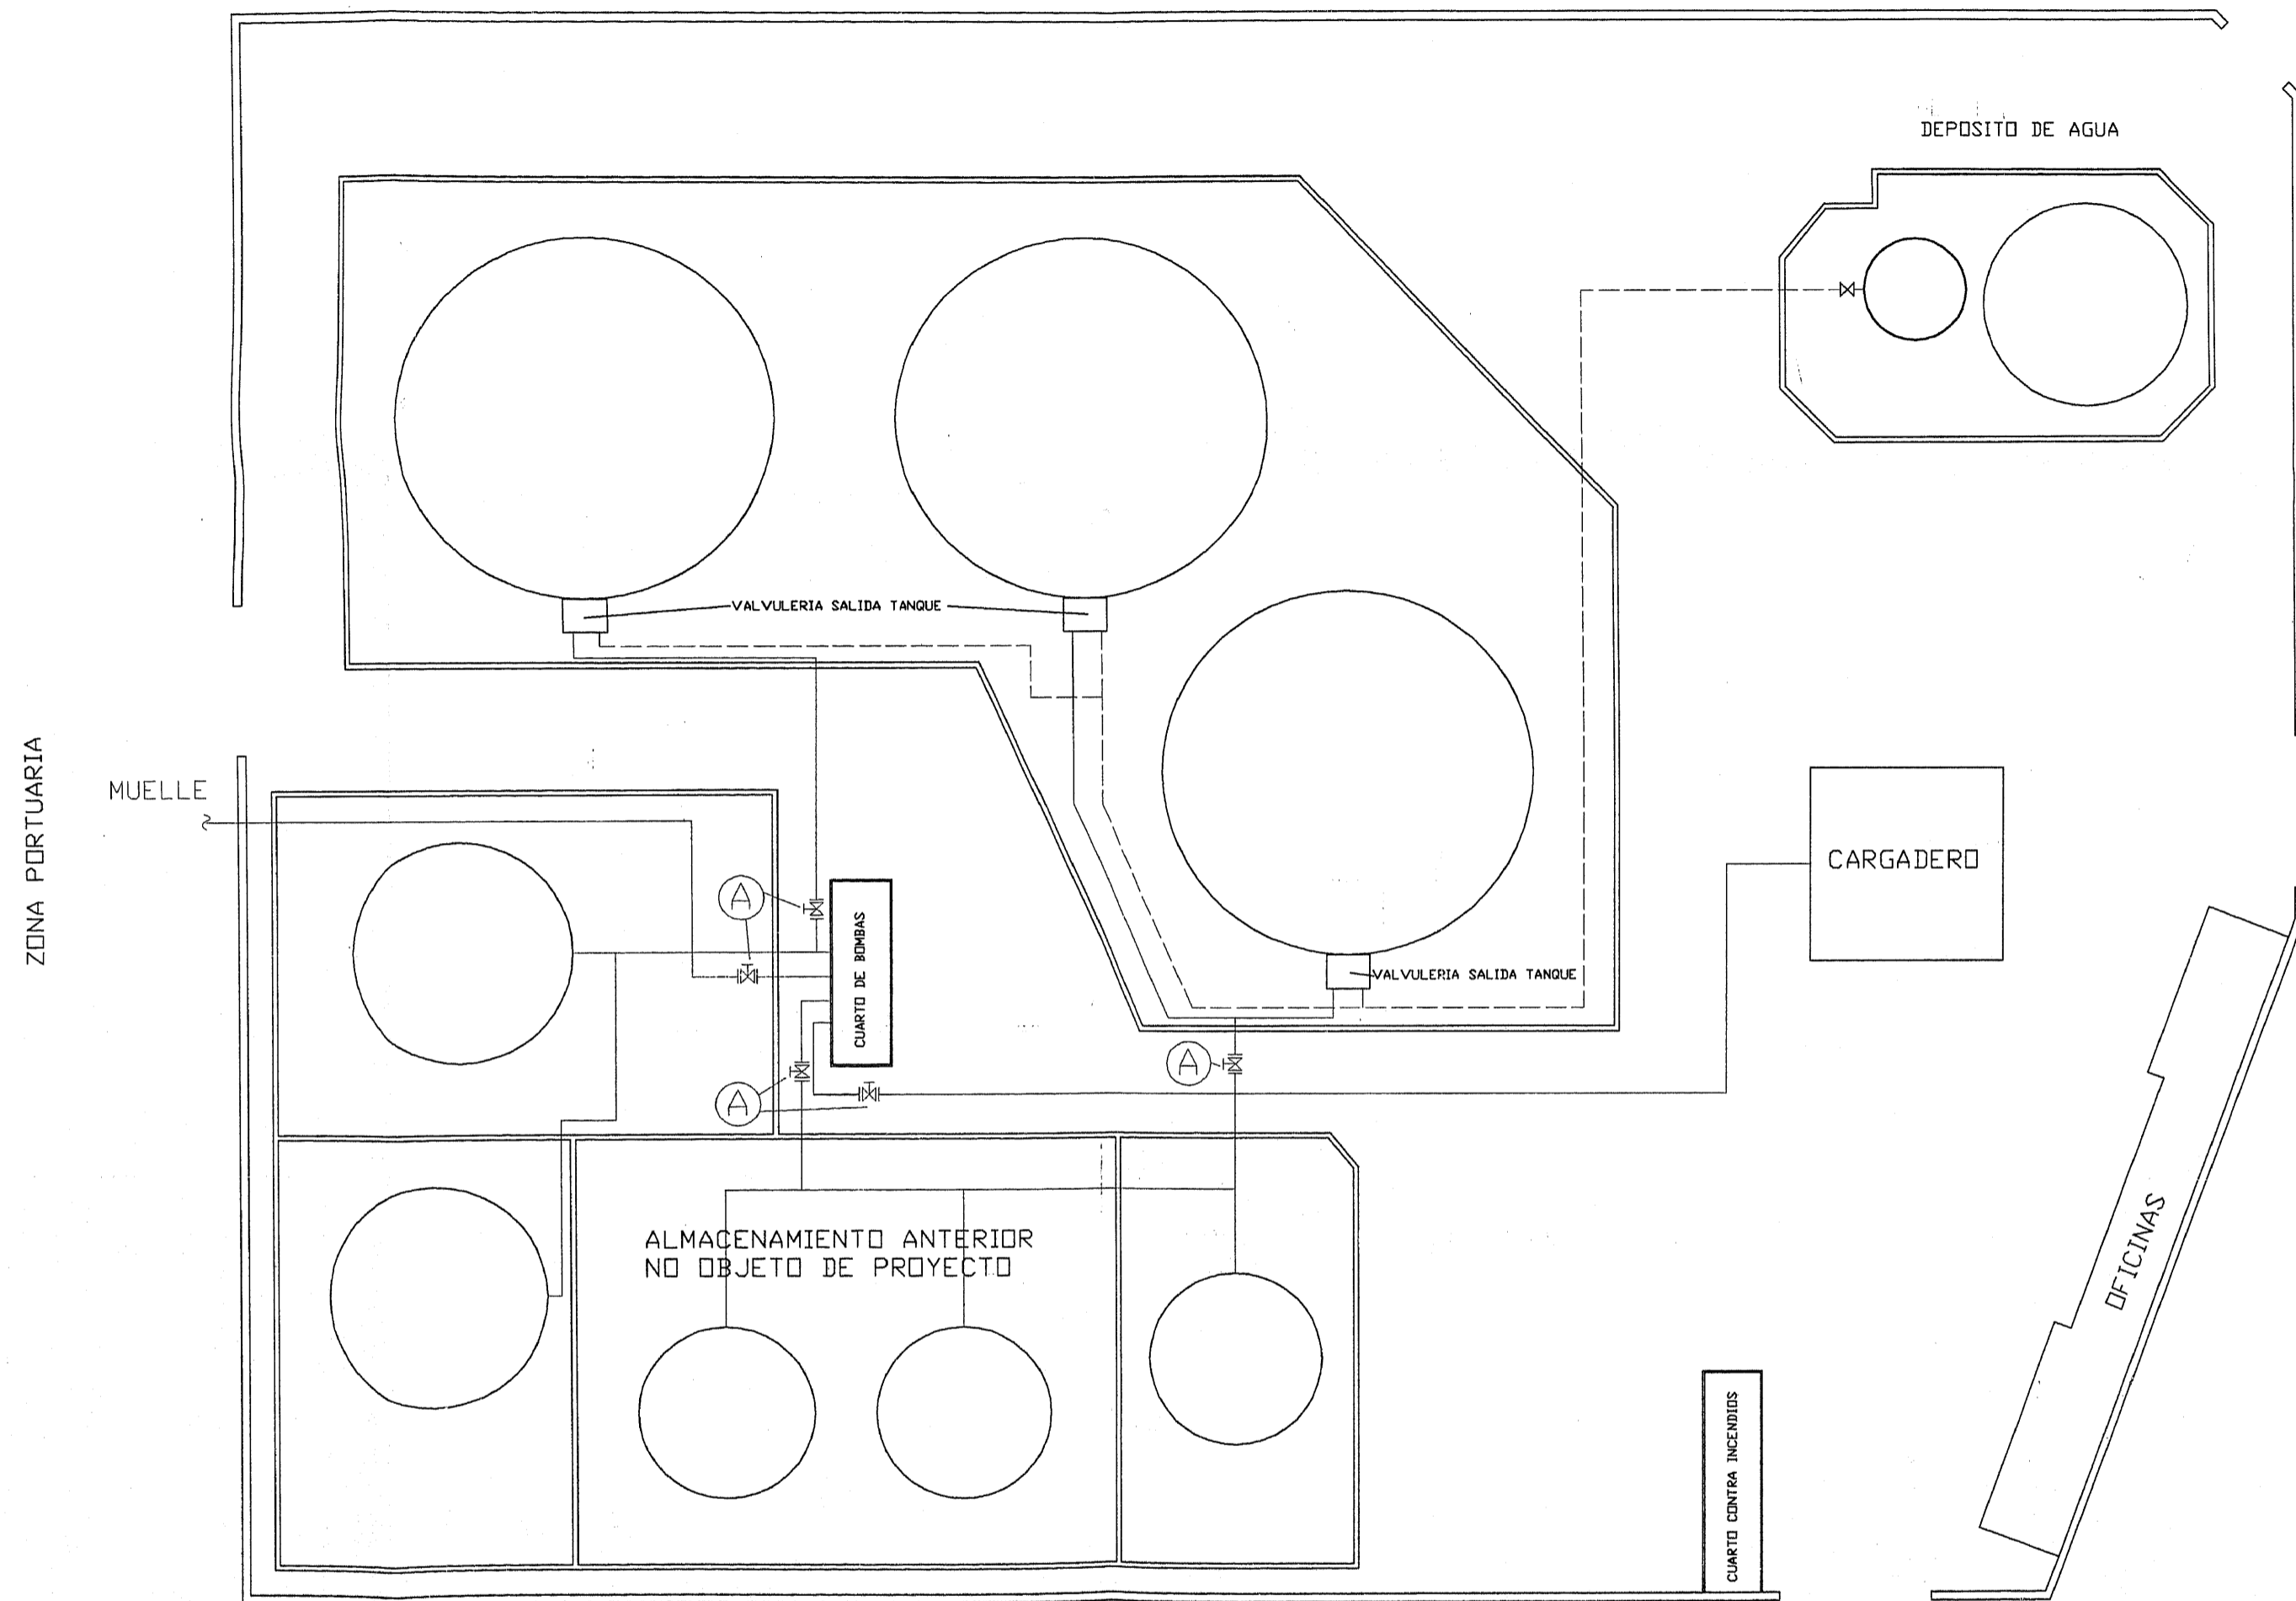 DEPOSITO DE AGUA
VALVULERIA SALIDA TANQUE
ZONA PORTUARIA
MUELLE
CARGADERO
A
CUARTO DE BOMBAS
VALVULERIA SALIDA TANQUE
A
A
OFICINAS
ALMACENAMIENTO ANTERIOR
NO OBJETO DE PROYECTO
CUARTO CONTRA INCENDIOS